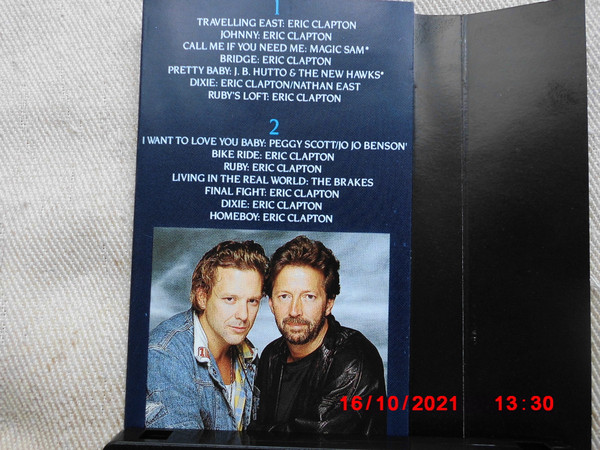 1
TRAVELLING EAST: ERIC CLAPTON
JOHNNY: ERIC CLAPTON
CALL ME IF YOU NEED ME: MAGIC SAM*
BRIDGE: ERIC CLAPTON
PRETTY BABY: J. B. HUTTO & THE NEW HAWKS*
DIXIE: ERIC CLAPTON/NATHAN EAST
RUBY'S LOFT: ERIC CLAPTON
2
I WANT TO LOVE YOU BABY: PEGGY SCOTT/JO JO BENSON'
BIKE RIDE: ERIC CLAPTON
RUBY: ERIC CLAPTON
LIVING IN THE REAL WORLD: THE BRAKES
FINAL FIGHT: ERIC CLAPTON
DIXIE: ERIC CLAPTON
HOMEBOY: ERIC CLAPTON
16/10/2021 13:30